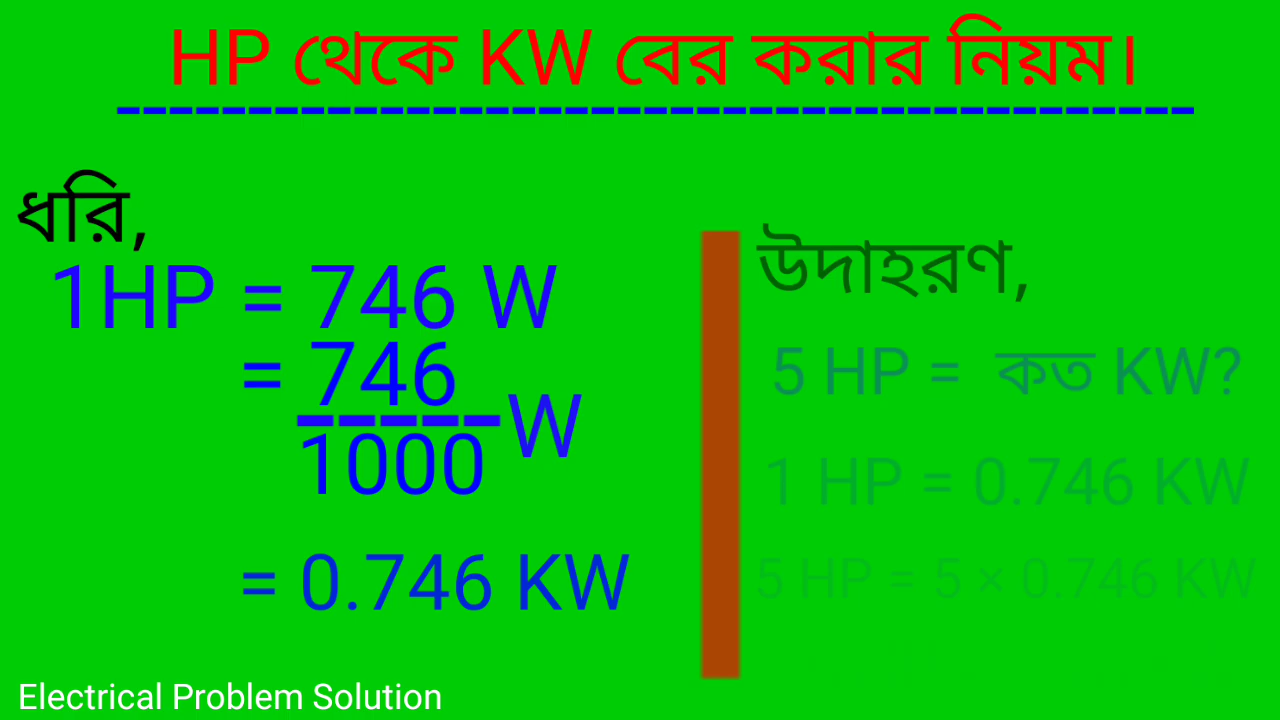 HP থেকে KW বের করার নিয়ম।
ধরি,
1HP = 746 W
= 746
1000 W
= 0.746 KW
উদাহরণ,
5 HP = কত KW?
1 HP = 0.746 KW
5 HP = 5 × 0.746 KW
Electrical Problem Solution